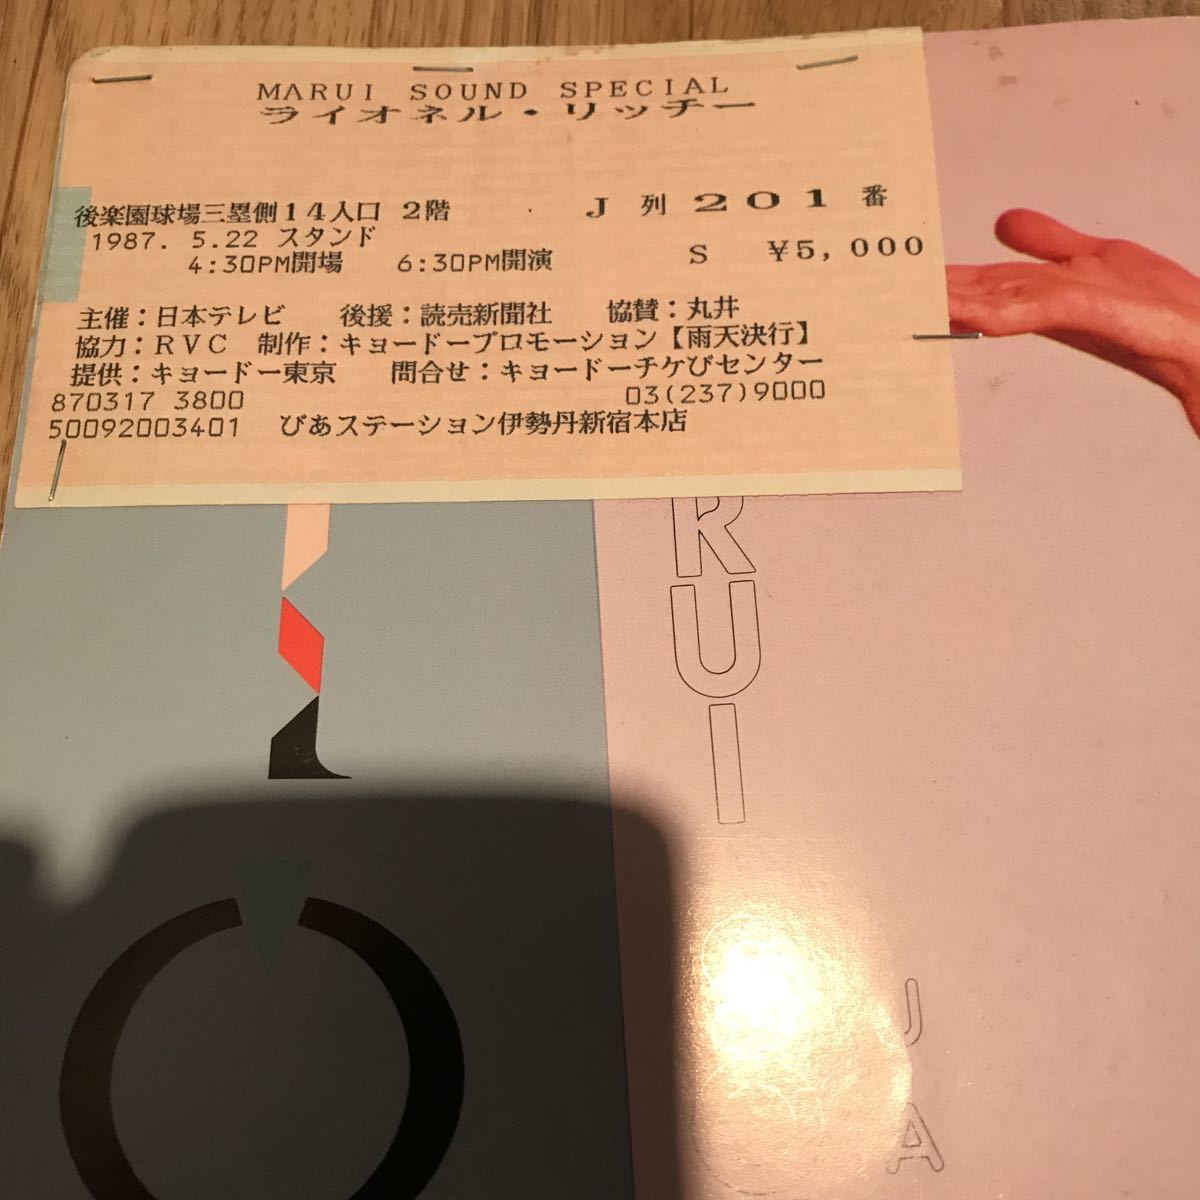 MARUI SOUND SPECIAL
ライオネル・リッチー
後楽園球場三塁側14入口 2階 J 列 201 番
1987. 5.22 スタンド
4:30PM開場 6:30PM開演 S ¥5,000
主催：日本テレビ 後援：読売新聞社 協賛：丸井
協力：RVC 制作：キョードープロモーション【雨天決行】
提供：キョードー東京 問合せ：キョードーチケぴセンター
870317 3800 03(237)9000
50092003401 ぴあステーション伊勢丹新宿本店
R
U
I
J
A